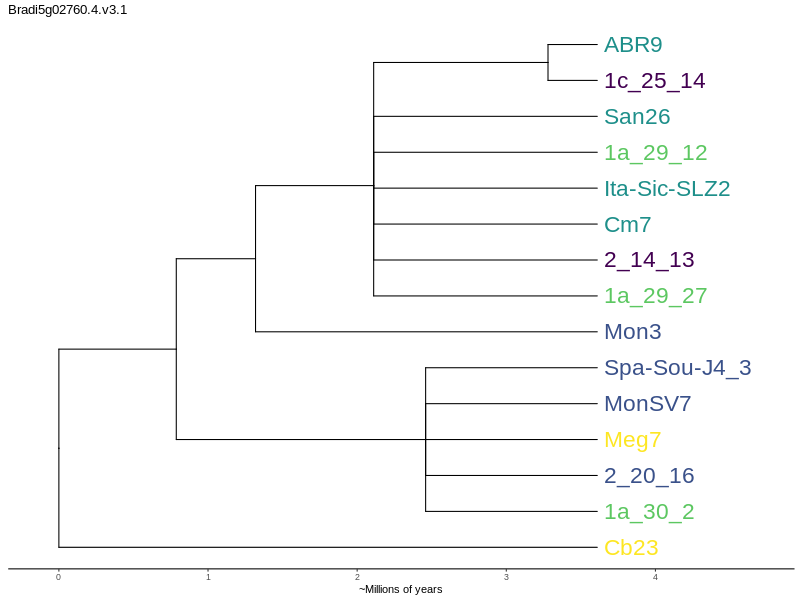 Bradi5g02760.4.v3.1
ABR9
1c_25_14
San26
1a_29_12
Ita-Sic-SLZ2
Cm7
2_14_13
1a_29_27
Mon3
Spa-Sou-J4_3
MonSV7
Meg7
2_20_16
1a_30_2
Cb23
0 1 2 3 4
~Millions of years